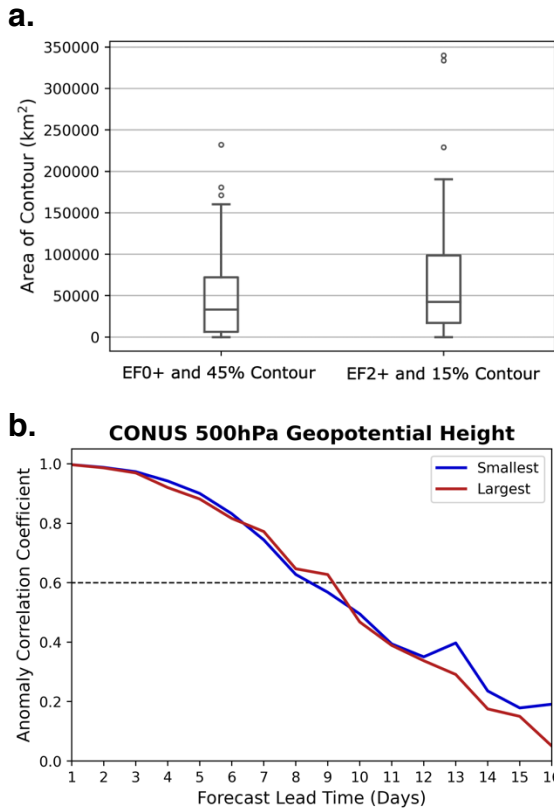 a.
350000
300000
250000
200000
150000
100000
50000
0
Area of Contour (km²)
EF0+ and 45% Contour EF2+ and 15% Contour
b.
CONUS 500hPa Geopotential Height
1.0
0.8
0.6
0.4
0.2
0.0
Anomaly Correlation Coefficient
Smallest
Largest
1 2 3 4 5 6 7 8 9 10 11 12 13 14 15 16
Forecast Lead Time (Days)